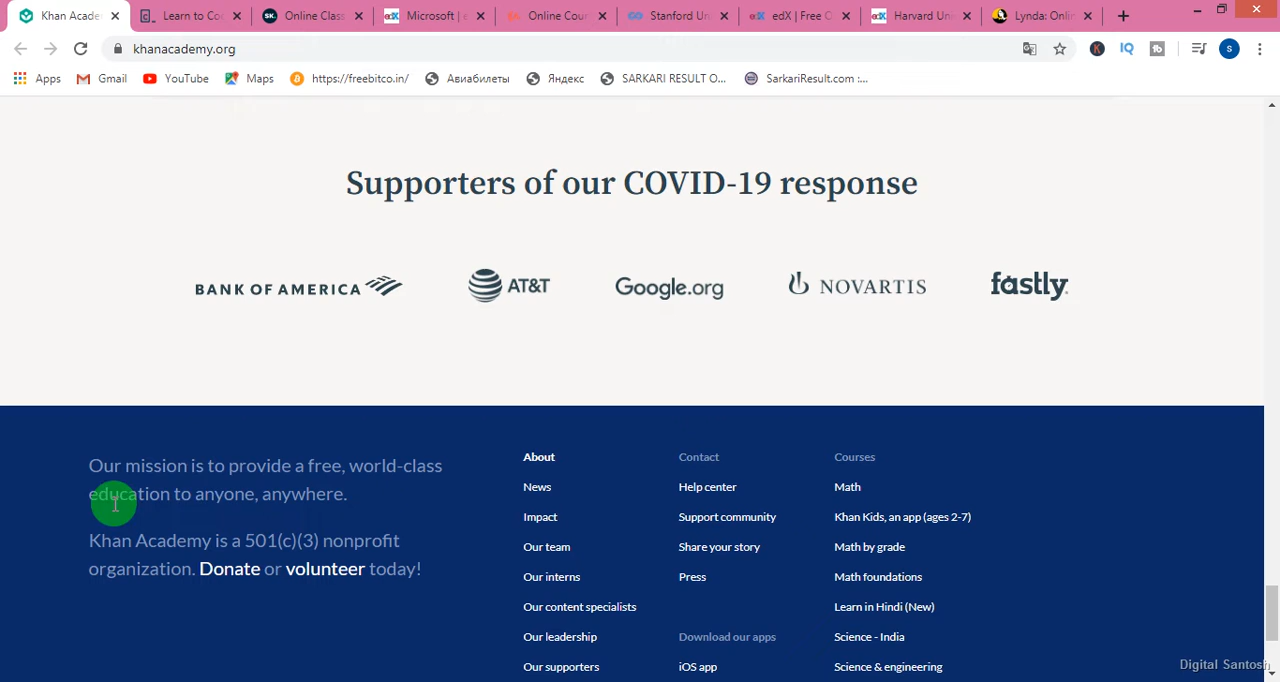 Khan Acade
Learn to Co
Online Class
Microsoft | e
Online Cour
Stanford Un
edX | Free O
Harvard Uni
Lynda: Onlin
khanacademy.org
Apps
Gmail
YouTube
Maps
https://freebitco.in/
Авиабилеты
Яндекс
SARKARI RESULT O...
SarkariResult.com :...
Supporters of our COVID-19 response
BANK OF AMERICA
AT&T
Google.org
NOVARTIS
fastly
Our mission is to provide a free, world-class
education to anyone, anywhere.
Khan Academy is a 501(c)(3) nonprofit
organization. Donate or volunteer today!
About
News
Impact
Our team
Our interns
Our content specialists
Our leadership
Our supporters
Contact
Help center
Support community
Share your story
Press
Download our apps
iOS app
Courses
Math
Khan Kids, an app (ages 2-7)
Math by grade
Math foundations
Learn in Hindi (New)
Science - India
Science & engineering
Digital Santosh